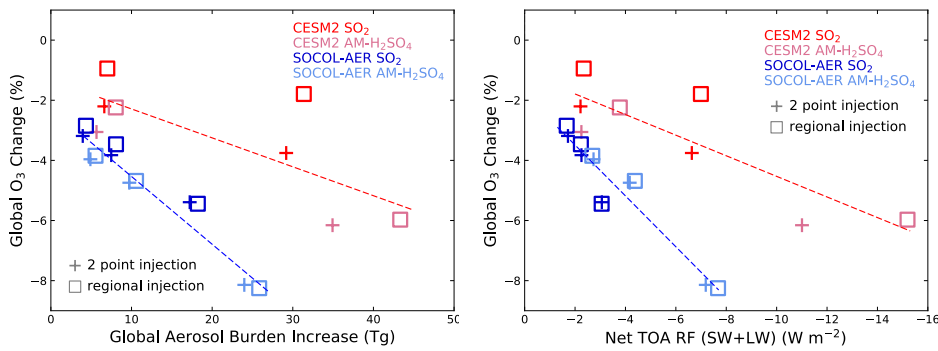 CESM2 SO2
CESM2 AM-H2SO4
SOCOL-AER SO2
SOCOL-AER AM-H2SO4
2 point injection
regional injection
0
−2
−4
−6
−8
Global O3 Change (%)
0
10
20
30
40
50
Global Aerosol Burden Increase (Tg)
CESM2 SO2
CESM2 AM-H2SO4
SOCOL-AER SO2
SOCOL-AER AM-H2SO4
2 point injection
regional injection
0
−2
−4
−6
−8
Global O3 Change (%)
0
−2
−4
−6
−8
−10
−12
−14
−16
Net TOA RF (SW+LW) (W m−2)